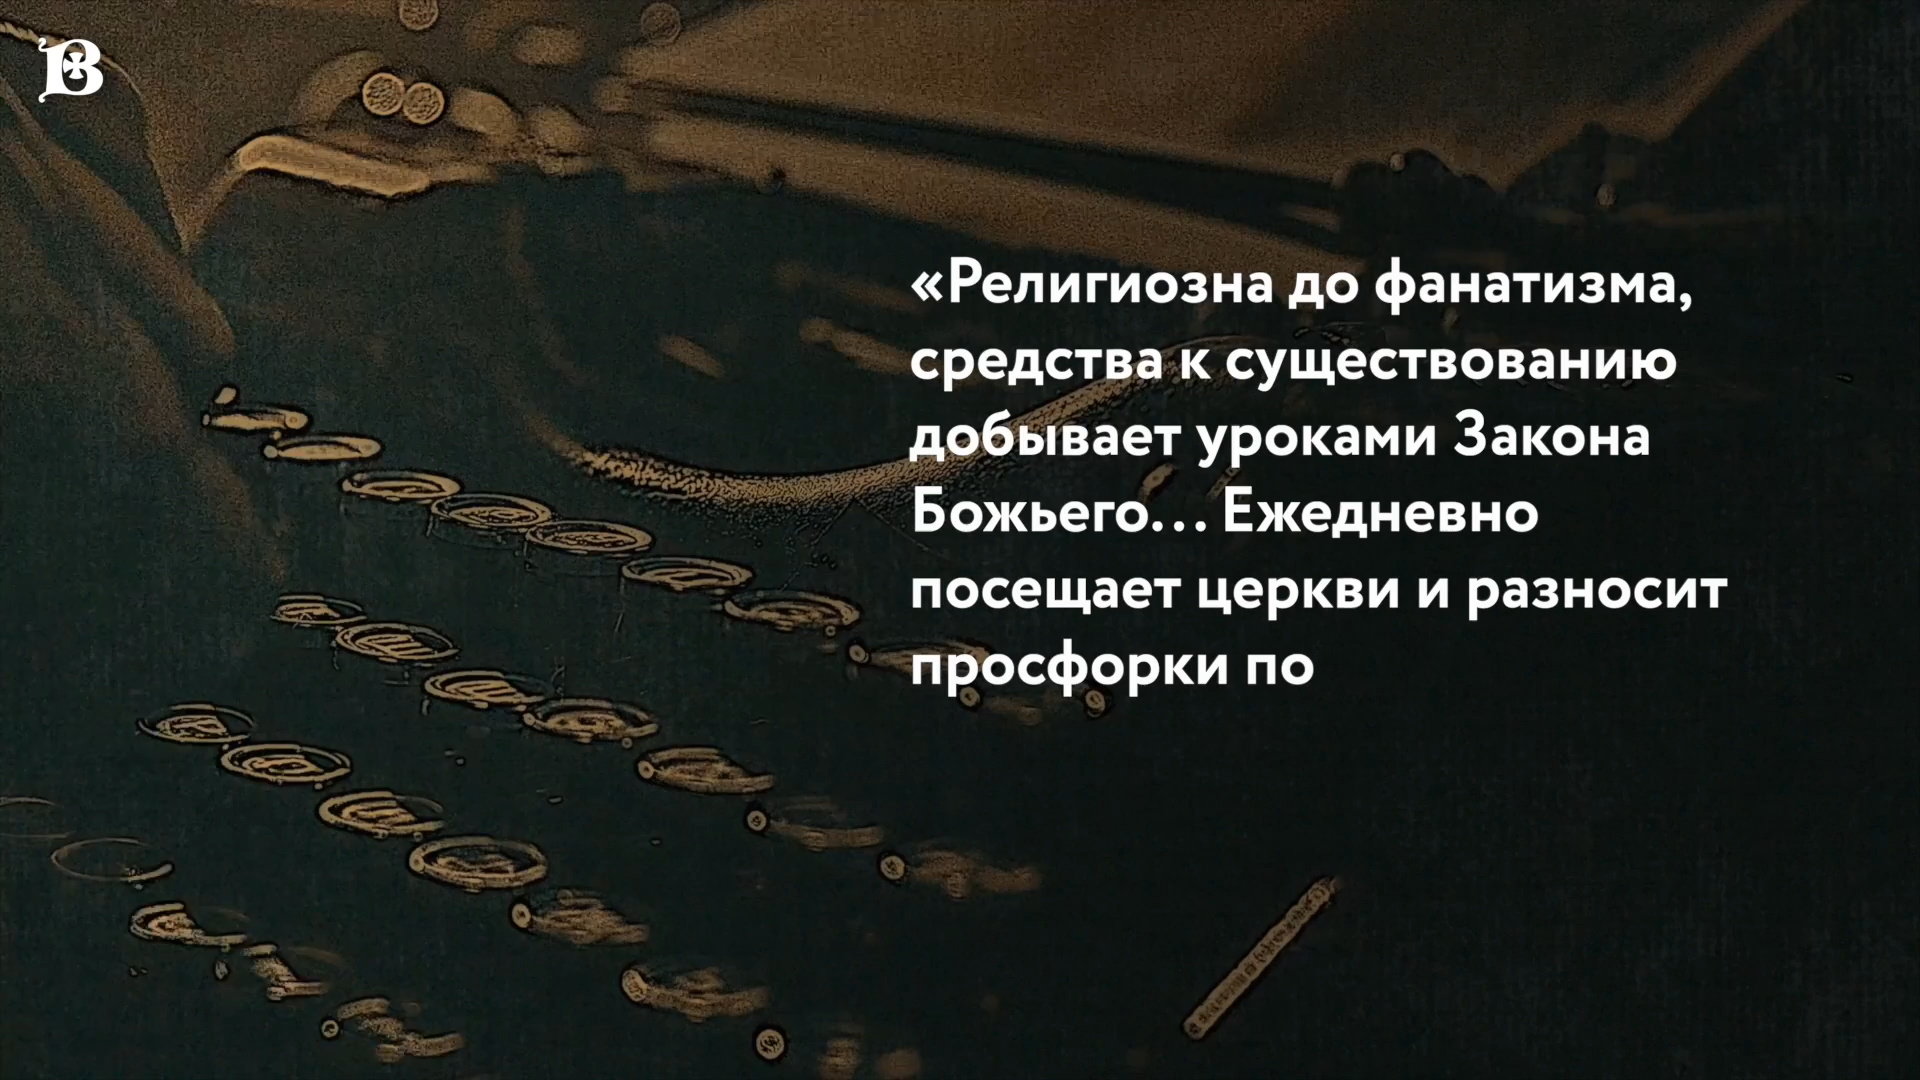 В
«Религиозна до фанатизма,
средства к существованию
добывает уроками Закона
Божьего... Ежедневно
посещает церкви и разносит
просфорки по